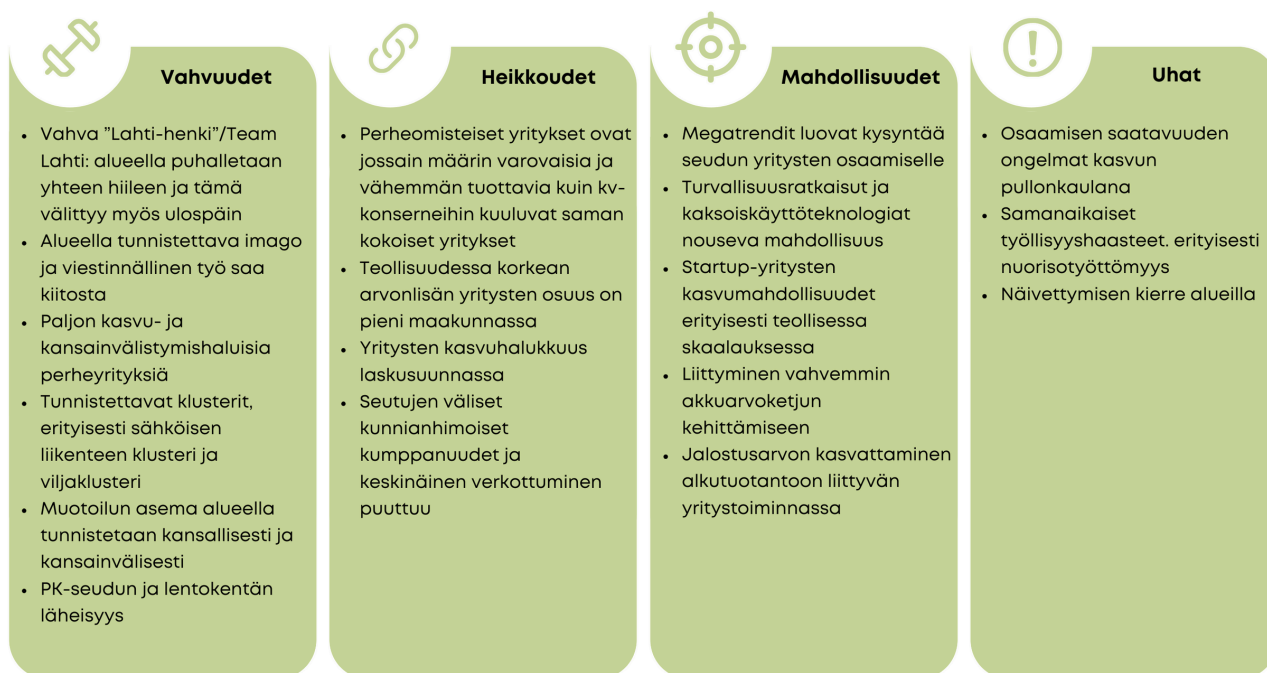 Vahvuudet
• Vahva ”Lahti-henki”/Team
Lahti: alueella puhalletaan
yhteen hiileen ja tämä
välittyy myös ulospäin
• Alueella tunnistettava imago
ja viestinnällinen työ saa
kiitosta
• Paljon kasvu- ja
kansainvälistymishaluisia
perheyrityksiä
• Tunnistettavat klusterit,
erityisesti sähköisen
liikenteen klusteri ja
viljaklusteri
• Muotoilun asema alueella
tunnistetaan kansallisesti ja
kansainvälisesti
• PK-seudun ja lentokentän
läheisyys
Heikkoudet
• Perheomisteiset yritykset ovat
jossain määrin varovaisia ja
vähemmän tuottavia kuin kv-
konserneihin kuuluvat saman
kokoiset yritykset
• Teollisuudessa korkean
arvonlisän yritysten osuus on
pieni maakunnassa
• Yritysten kasvuhalukkuus
laskusuunnassa
• Seutujen väliset
kunnianhimoiset
kumppanuudet ja
keskinäinen verkottuminen
puuttuu
Mahdollisuudet
• Megatrendit luovat kysyntää
seudun yritysten osaamiselle
• Turvallisuusratkaisut ja
kaksoiskäyttöteknologiat
nouseva mahdollisuus
• Startup-yritysten
kasvumahdollisuudet
erityisesti teollisessa
skaalauksessa
• Liittyminen vahvemmin
akkuarvoketjun
kehittämiseen
• Jalostusarvon kasvattaminen
alkutuotantoon liittyvän
yritystoiminnassa
Uhat
• Osaamisen saatavuuden
ongelmat kasvun
pullonkaulana
• Samanaikaiset
työllisyyshaasteet. erityisesti
nuorisotyöttömyys
• Näivettymisen kierre alueilla